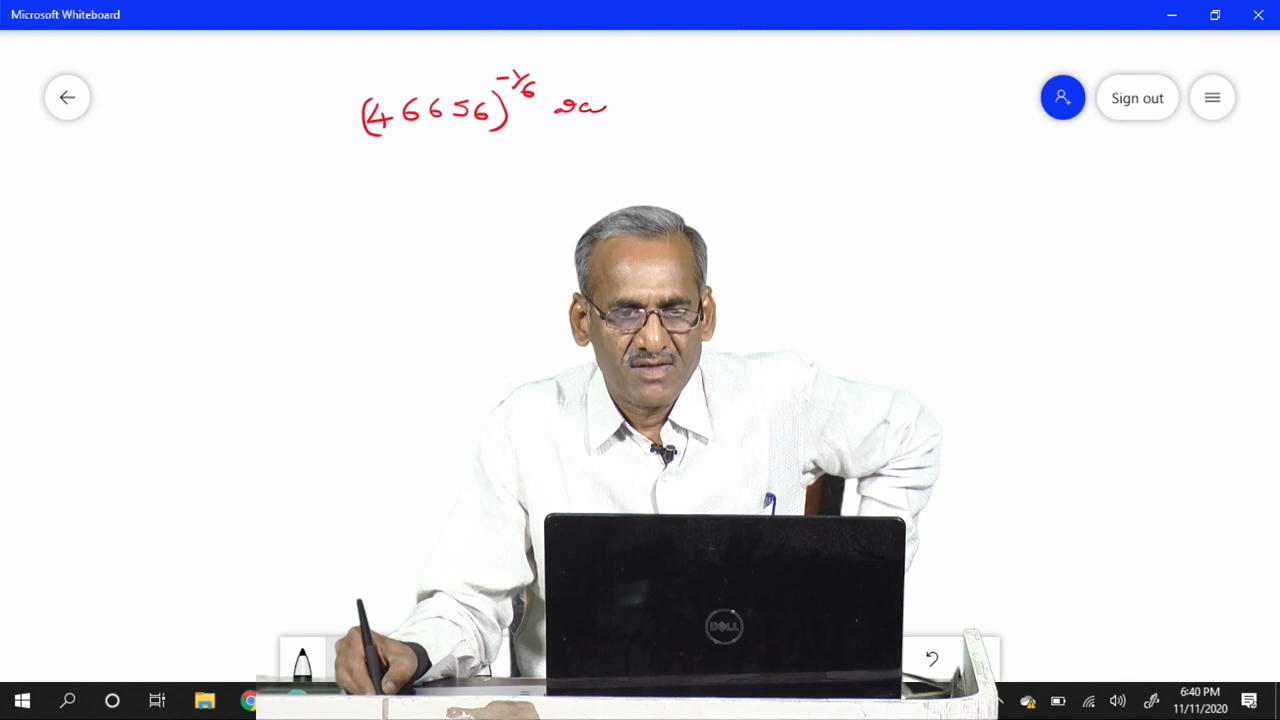 Microsoft Whiteboard
(46656)^-1/6
Sign out
DELL
6:40 PM
11/11/2020